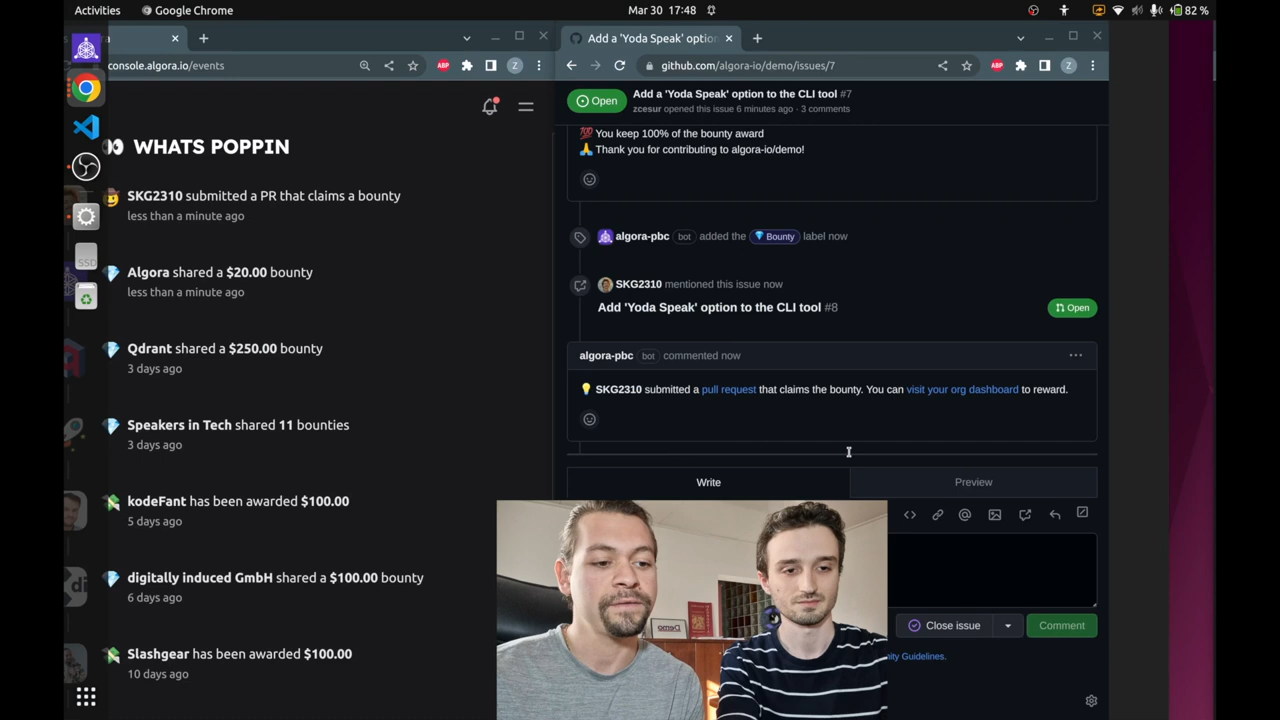 Activities
Google Chrome
Mar 30 17:48
82 %
Add a 'Yoda Speak' option
console.algora.io/events
github.com/algora-io/demo/issues/7
Open
Add a 'Yoda Speak' option to the CLI tool #7
zcesur opened this issue 6 minutes ago · 3 comments
WHATS POPPIN
SKG2310 submitted a PR that claims a bounty
less than a minute ago
Algora shared a $20.00 bounty
less than a minute ago
Qdrant shared a $250.00 bounty
3 days ago
Speakers in Tech shared 11 bounties
3 days ago
kodeFant has been awarded $100.00
5 days ago
digitally induced GmbH shared a $100.00 bounty
6 days ago
Slashgear has been awarded $100.00
10 days ago
💯 You keep 100% of the bounty award
🙏 Thank you for contributing to algora-io/demo!
algora-pbc bot added the 💎 Bounty label now
SKG2310 mentioned this issue now
Add 'Yoda Speak' option to the CLI tool #8
Open
algora-pbc bot commented now
💡 SKG2310 submitted a pull request that claims the bounty. You can visit your org dashboard to reward.
Write
Preview
Close issue
Comment
Guidelines.
SSD
ABP
Z
ABP
Z
Demo